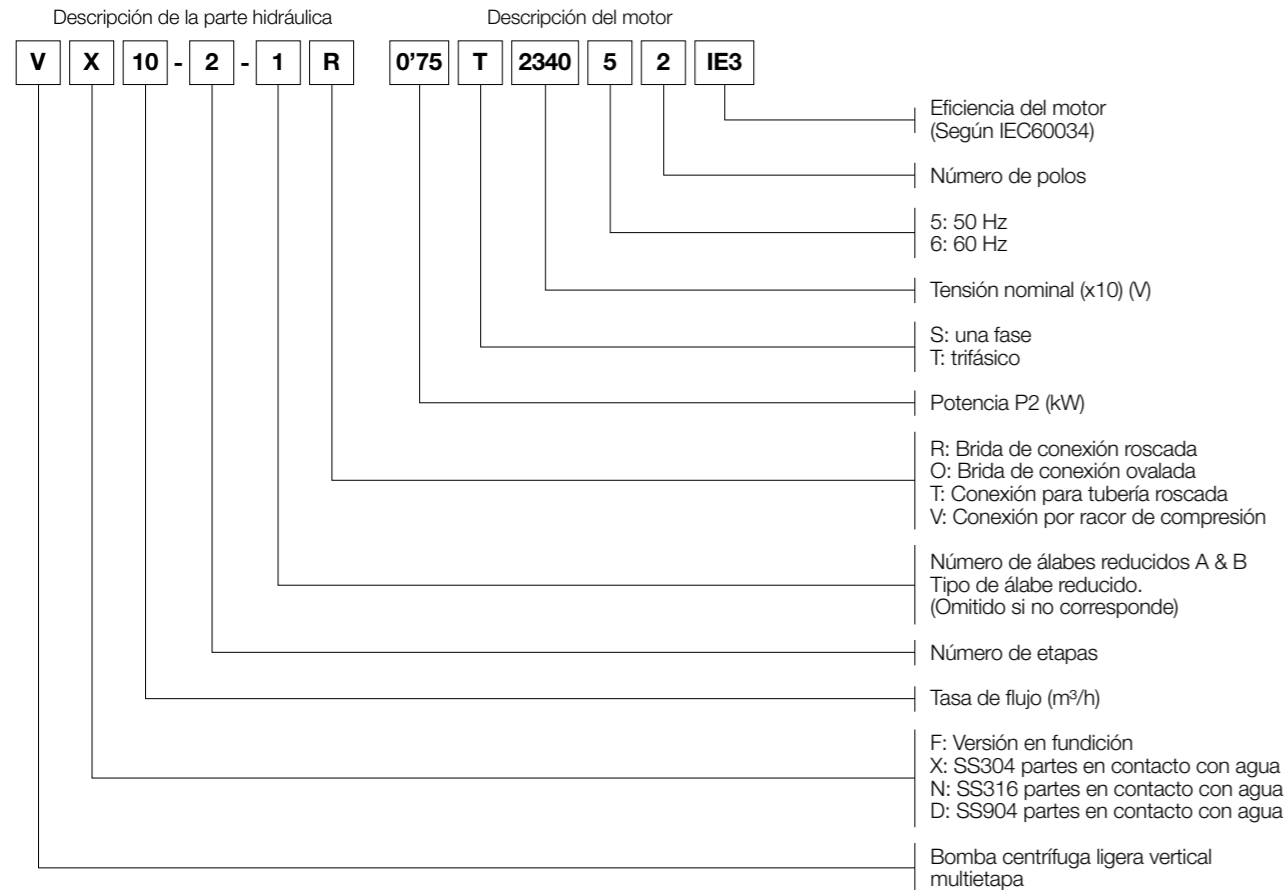 Descripción de la parte hidráulica Descripción del motor
V X 10 - 2 - 1 R 0'75 T 2340 5 2 IE3
Eficiencia del motor
(Según IEC60034)
Número de polos
5: 50 Hz
6: 60 Hz
Tensión nominal (x10) (V)
S: una fase
T: trifásico
Potencia P2 (kW)
R: Brida de conexión roscada
O: Brida de conexión ovalada
T: Conexión para tubería roscada
V: Conexión por racor de compresión
Número de álabes reducidos A & B
Tipo de álabe reducido.
(Omitido si no corresponde)
Número de etapas
Tasa de flujo (m³/h)
F: Versión en fundición
X: SS304 partes en contacto con agua
N: SS316 partes en contacto con agua
D: SS904 partes en contacto con agua
Bomba centrífuga ligera vertical
multietapa